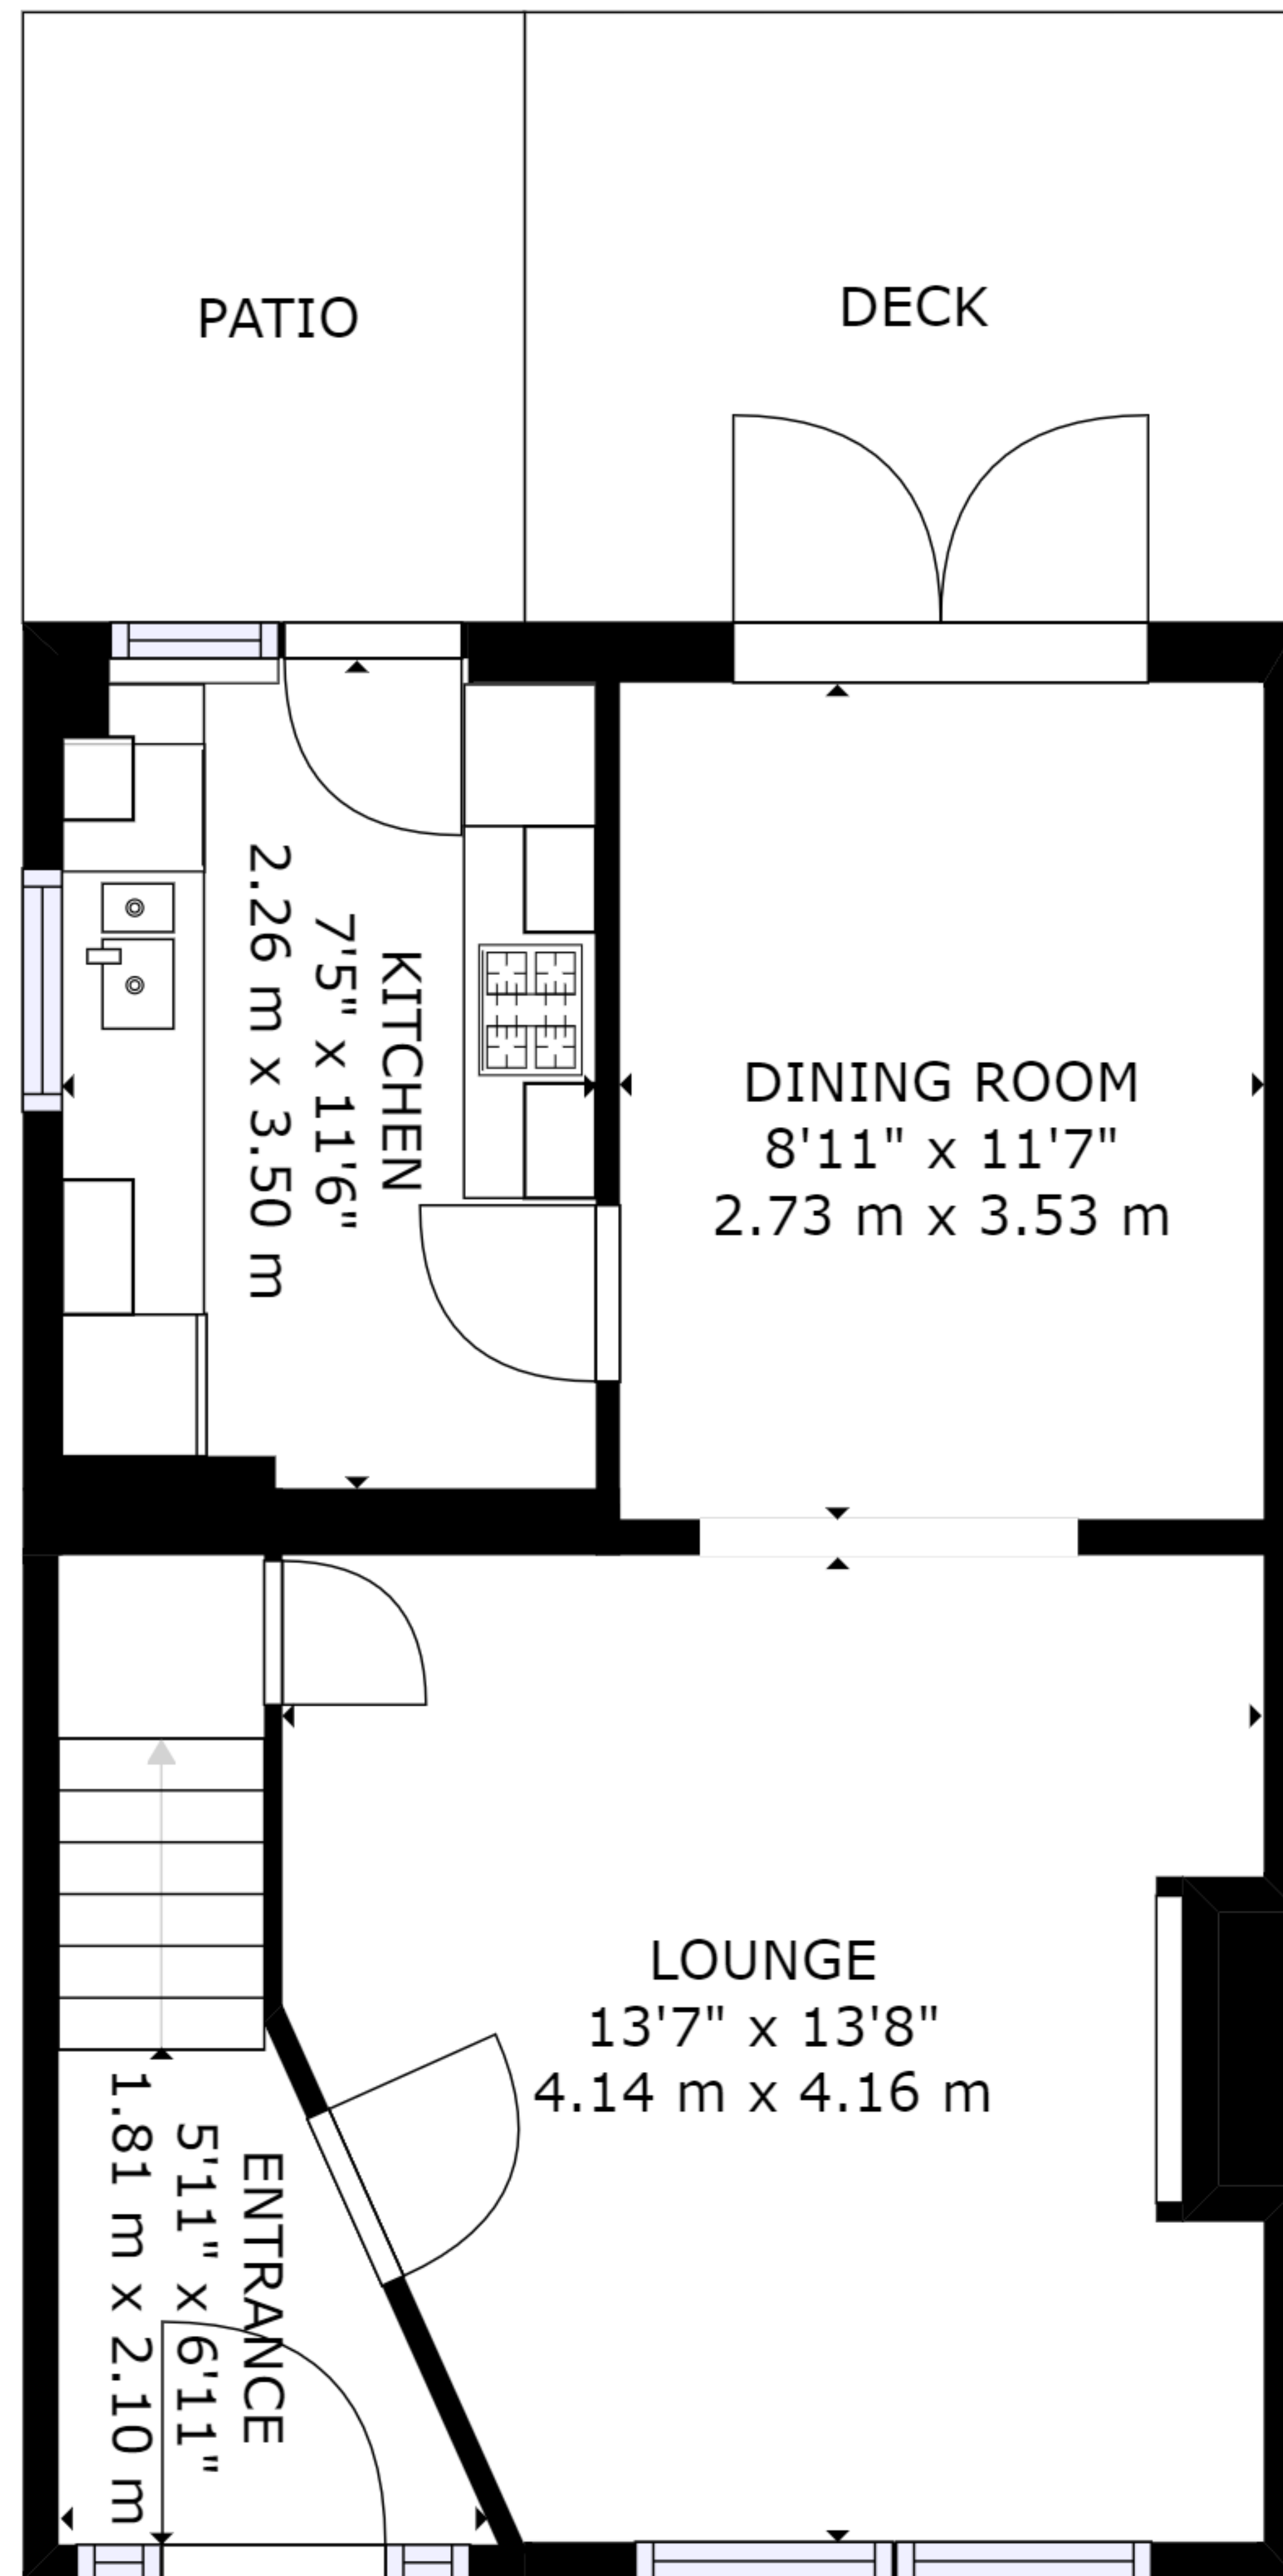 PATIO
DECK
KITCHEN
7'5" x 11'6"
2.26 m x 3.50 m
DINING ROOM
8'11" x 11'7"
2.73 m x 3.53 m
LOUNGE
13'7" x 13'8"
4.14 m x 4.16 m
ENTRANCE
5'11" x 6'11"
1.81 m x 2.10 m